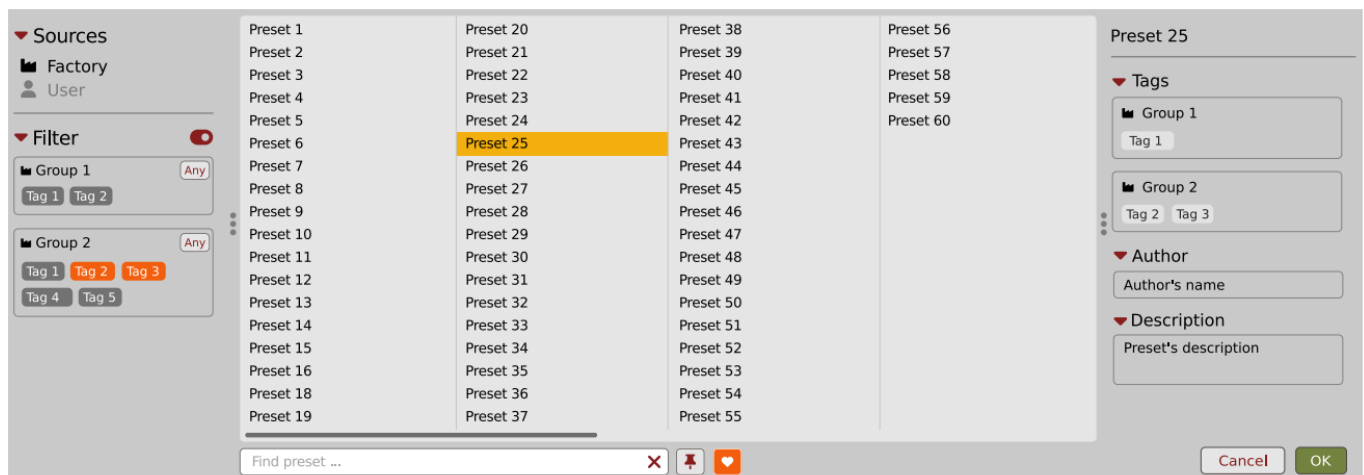 Sources
Factory
User
Filter
Group 1
Any
Tag 1 Tag 2
Group 2
Any
Tag 1 Tag 2 Tag 3
Tag 4 Tag 5
Preset 1
Preset 2
Preset 3
Preset 4
Preset 5
Preset 6
Preset 7
Preset 8
Preset 9
Preset 10
Preset 11
Preset 12
Preset 13
Preset 14
Preset 15
Preset 16
Preset 18
Preset 19
Preset 20
Preset 21
Preset 22
Preset 23
Preset 24
Preset 25
Preset 26
Preset 27
Preset 28
Preset 29
Preset 30
Preset 31
Preset 32
Preset 33
Preset 34
Preset 35
Preset 36
Preset 37
Preset 38
Preset 39
Preset 40
Preset 41
Preset 42
Preset 43
Preset 44
Preset 45
Preset 46
Preset 47
Preset 48
Preset 49
Preset 50
Preset 51
Preset 52
Preset 53
Preset 54
Preset 55
Preset 56
Preset 57
Preset 58
Preset 59
Preset 60
Find preset ...
Preset 25
Tags
Group 1
Tag 1
Group 2
Tag 2 Tag 3
Author
Author's name
Description
Preset's description
Cancel
OK